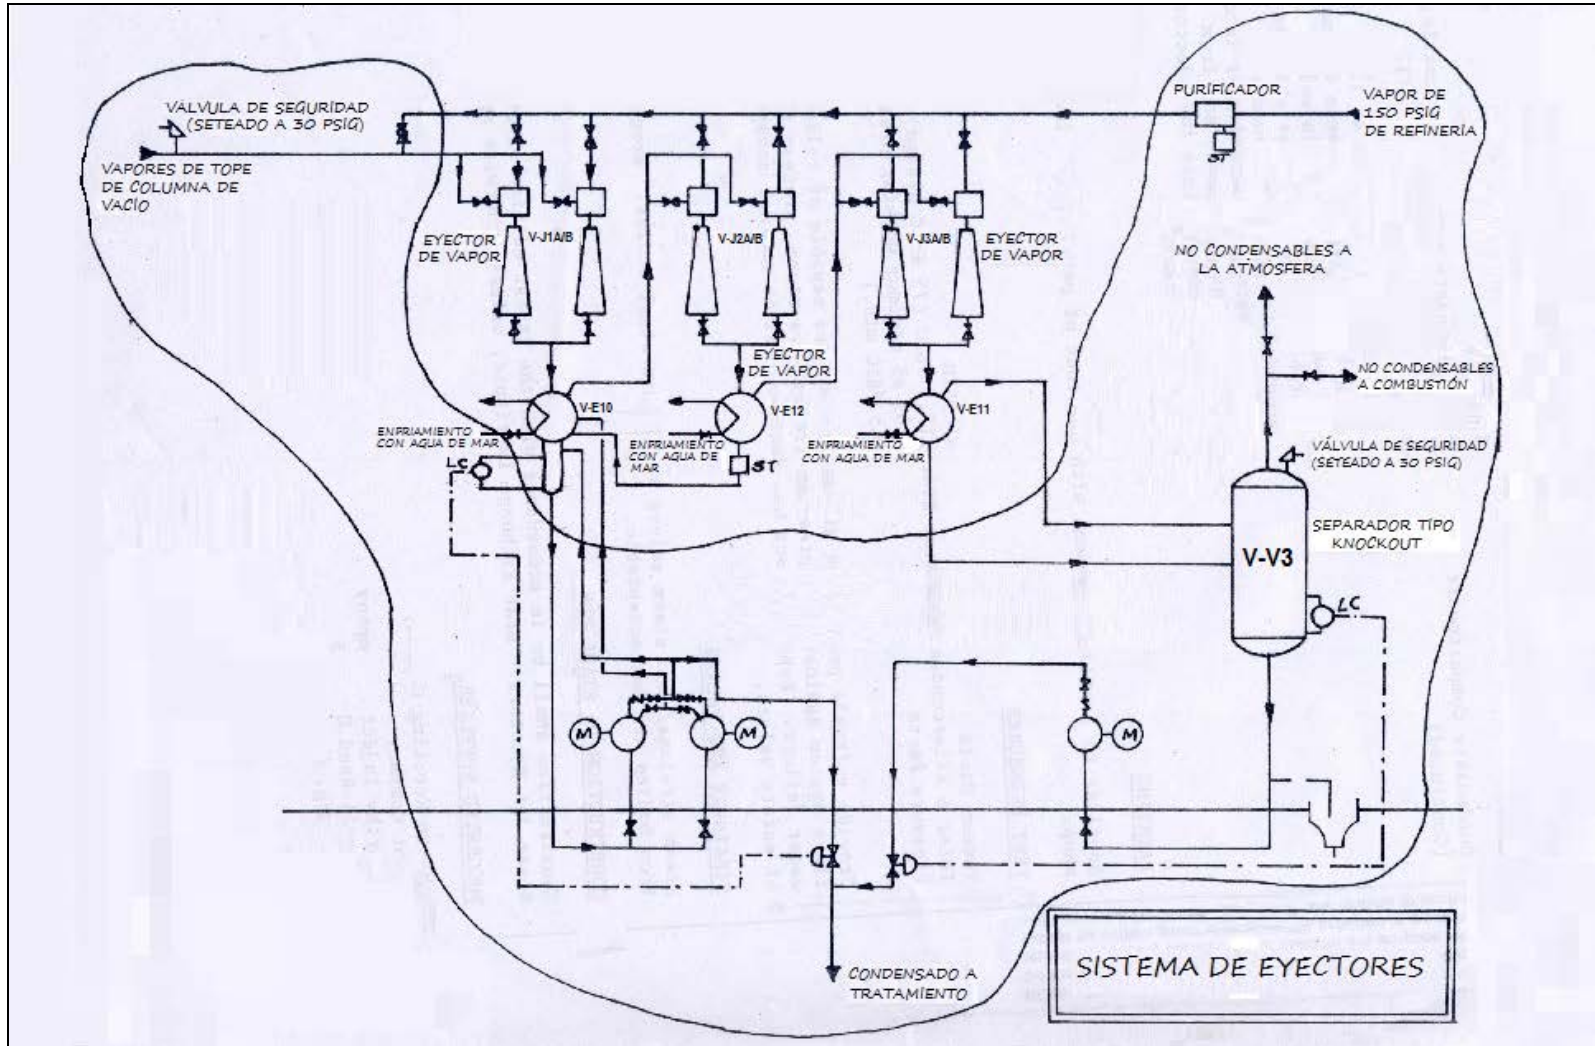 VÁLVULA DE SEGURIDAD
(SETEADO A 30 PSIG)
VAPORES DE TOPE
DE COLUMNA DE
VACIO
PURIFICADOR
VAPOR DE
150 PSIG
DE REFINERIA
ST
EYECTOR
DE VAPOR
V-J1A/B
V-J2A/B
V-J3A/B
EYECTOR
DE VAPOR
EYECTOR
DE VAPOR
NO CONDENSABLES A
LA ATMÓSFERA
NO CONDENSABLES
A COMBUSTIÓN
V-E10
V-E12
V-E11
ENFRIAMIENTO
CON AGUA DE MAR
ENFRIAMIENTO
CON AGUA DE
MAR
ENFRIAMIENTO
CON AGUA DE MAR
LC
ST
VÁLVULA DE SEGURIDAD
(SETEADO A 30 PSIG)
SEPARADOR TIPO
KNOCKOUT
V-V3
LC
M
M
M
CONDENSADO A
TRATAMIENTO
SISTEMA DE EYECTORES